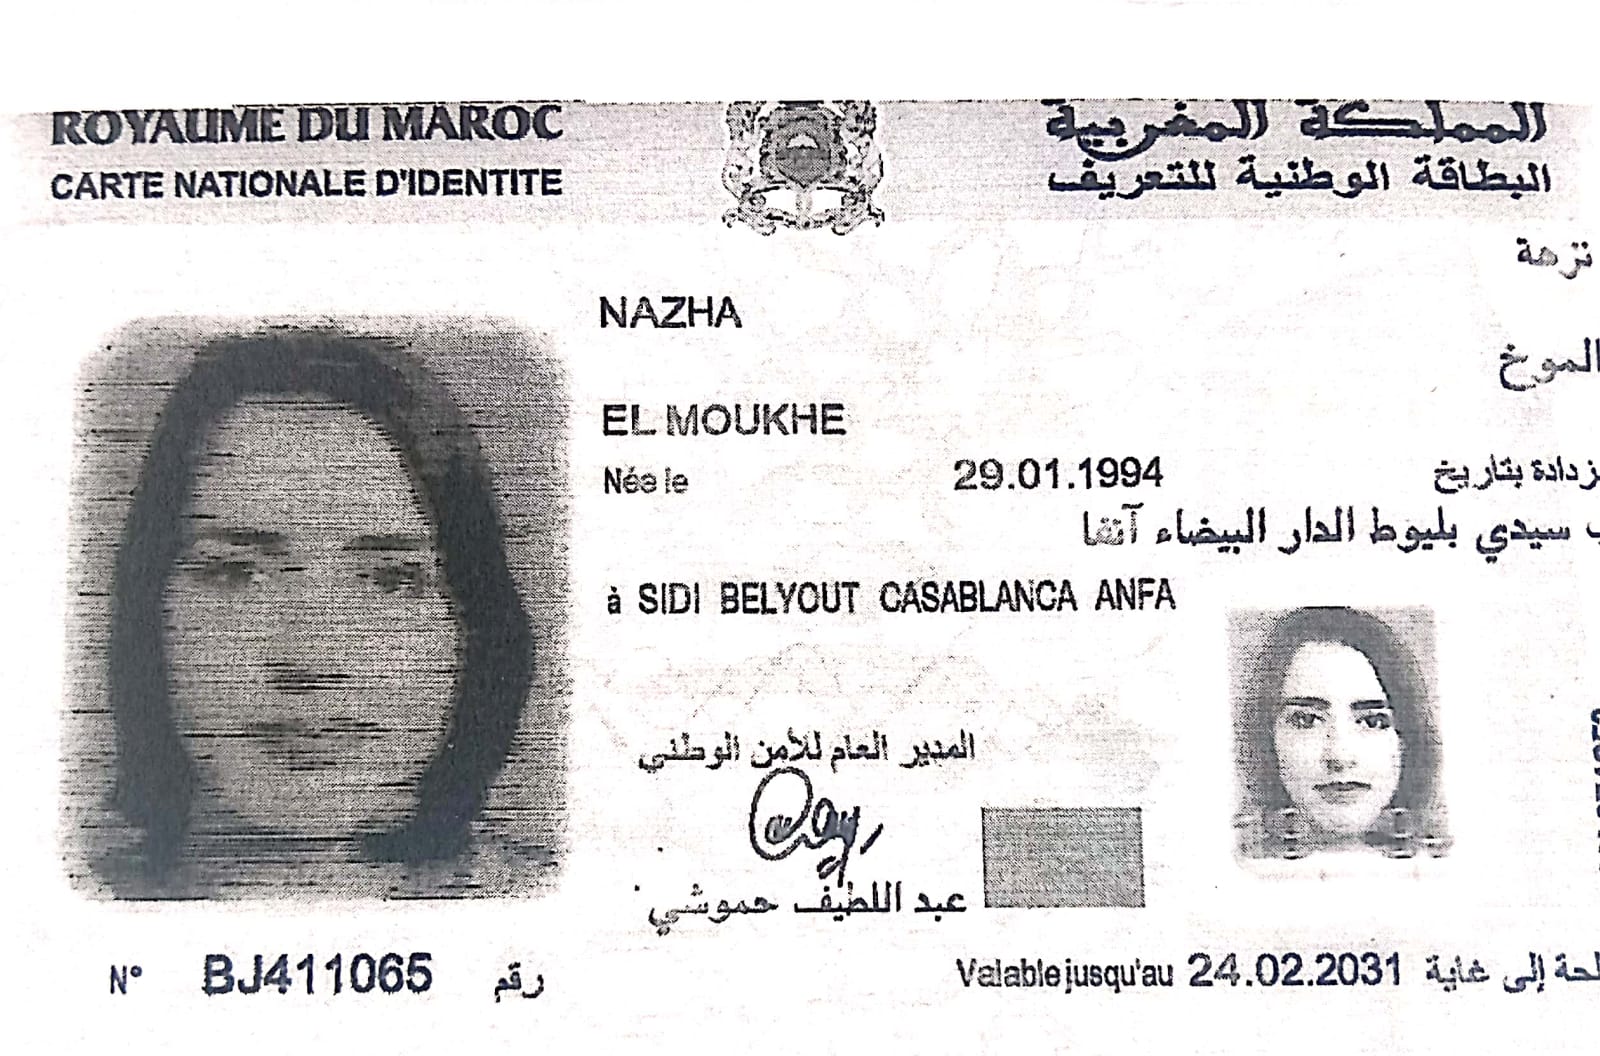 ROYAUME DU MAROC
المملكة المغربية
CARTE NATIONALE D'IDENTITE
البطاقة الوطنية للتعريف
نزهة
NAZHA
الموخ
EL MOUKHE
Née le 29.01.1994 بتاريخ
سيدي بليوط الدار البيضاء آنفا
à SIDI BELYOUT CASABLANCA ANFA
المدير العام للأمن الوطني
عبد اللطيف حموشي
N° BJ411065 رقم
Valable jusqu'au 24.02.2031 إلى غاية